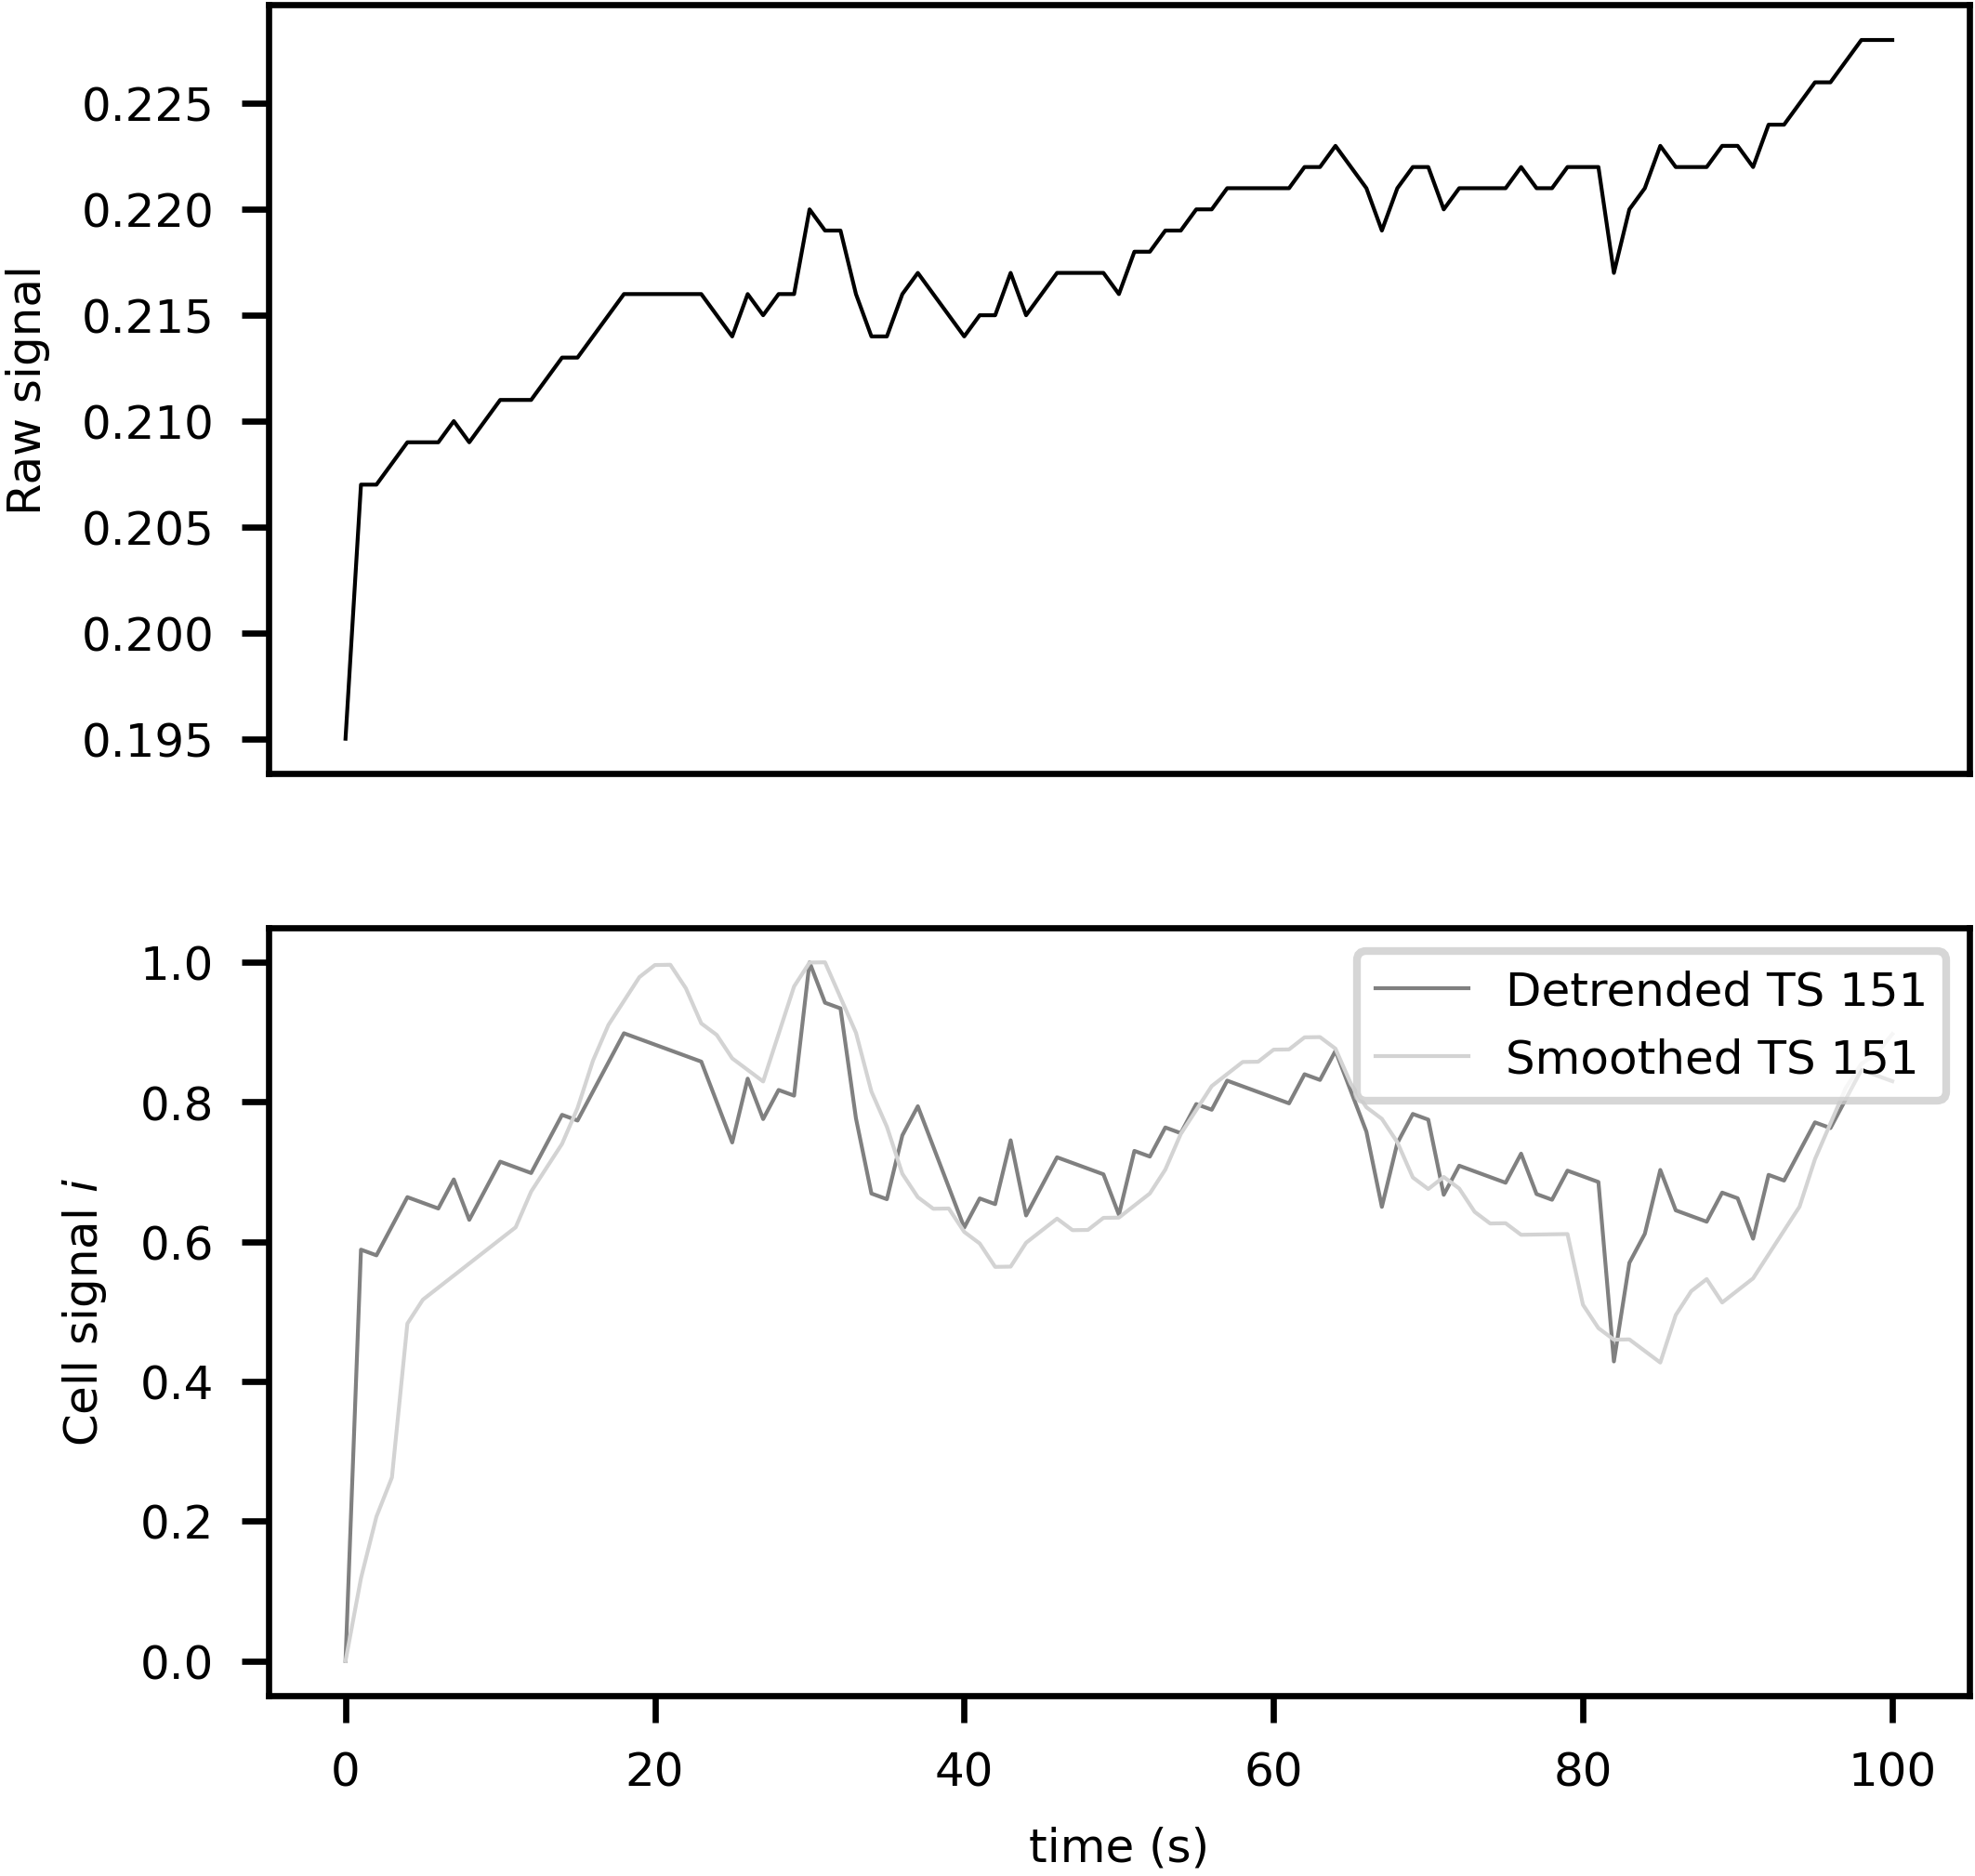 Raw signal
0.225
0.220
0.215
0.210
0.205
0.200
0.195
Cell signal i
1.0
0.8
0.6
0.4
0.2
0.0
Detrended TS 151
Smoothed TS 151
0 20 40 60 80 100
time (s)